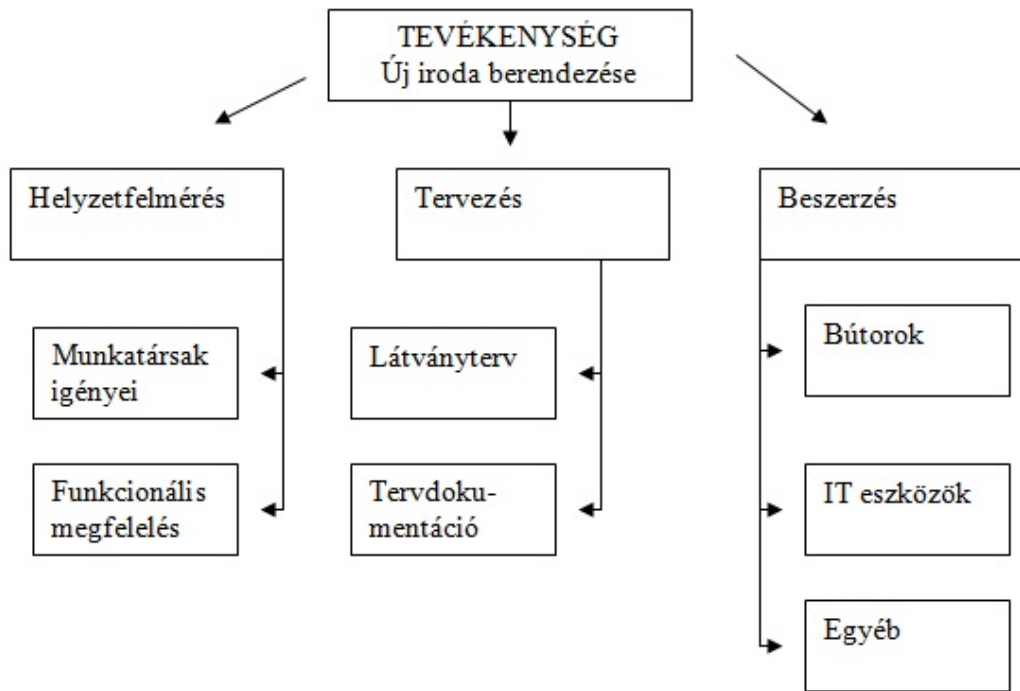 TEVÉKENYSÉG
Új iroda berendezése
Helyzetfelmérés
Tervezés
Beszerzés
Munkatársak
igényei
Funkcionális
megfelelés
Látványterv
Tervdoku-
mentáció
Bútorok
IT eszközök
Egyéb